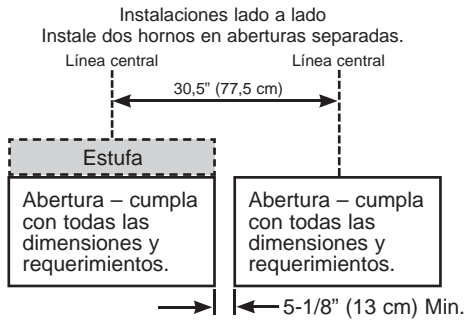 Instalaciones lado a lado
Instale dos hornos en aberturas separadas.
Línea central
Línea central
30,5” (77,5 cm)
Estufa
Abertura – cumpla
con todas las
dimensiones y
requerimientos.
Abertura – cumpla
con todas las
dimensiones y
requerimientos.
5-1/8” (13 cm) Min.